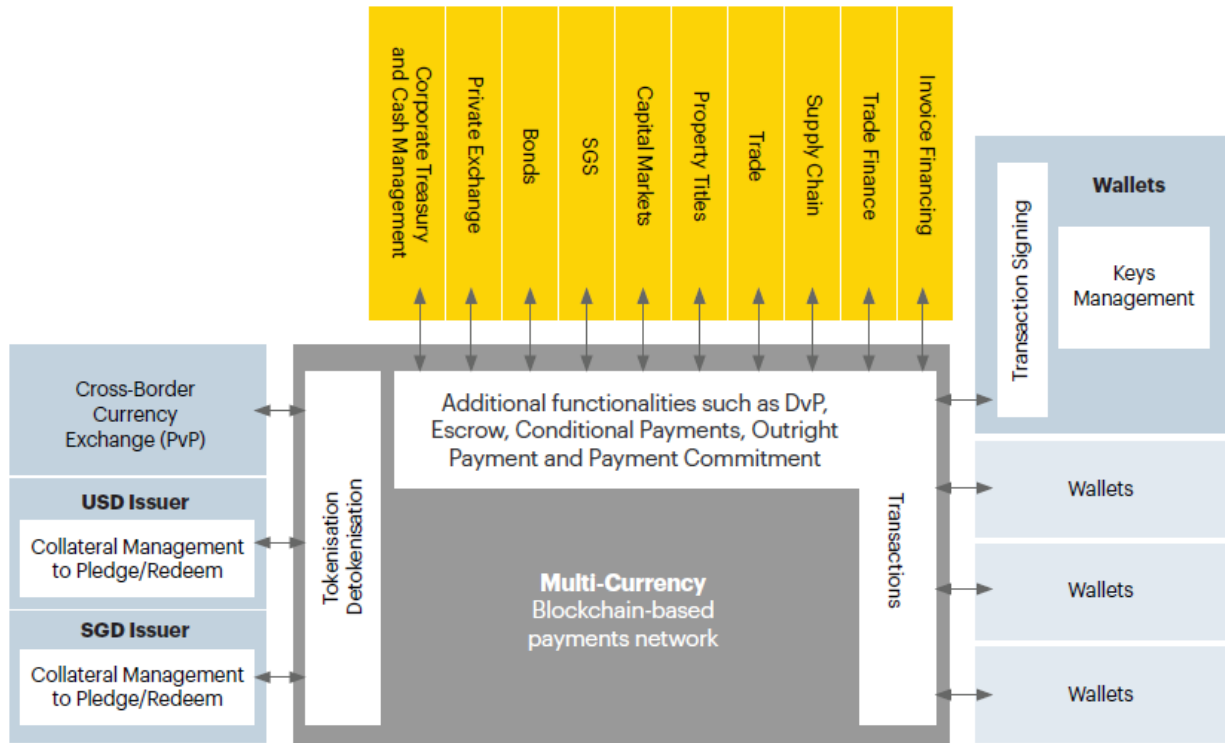 Corporate Treasury
and Cash Management
Private Exchange
Bonds
SGS
Capital Markets
Property Titles
Trade
Supply Chain
Trade Finance
Invoice Financing
Cross-Border
Currency
Exchange (PvP)
USD Issuer
Collateral Management
to Pledge/Redeem
SGD Issuer
Collateral Management
to Pledge/Redeem
Tokenisation
Detokenisation
Additional functionalities such as DvP,
Escrow, Conditional Payments, Outright
Payment and Payment Commitment
Multi-Currency
Blockchain-based
payments network
Transactions
Transaction Signing
Wallets
Keys
Management
Wallets
Wallets
Wallets